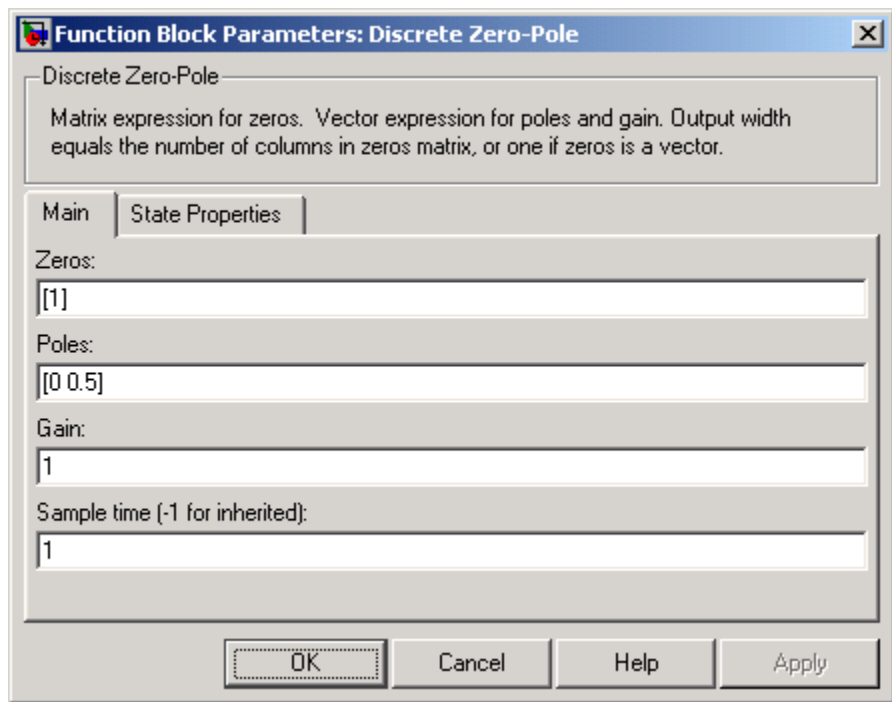 Function Block Parameters: Discrete Zero-Pole
Discrete Zero-Pole
Matrix expression for zeros. Vector expression for poles and gain. Output width
equals the number of columns in zeros matrix, or one if zeros is a vector.
Main State Properties
Zeros:
[1]
Poles:
[0 0.5]
Gain:
1
Sample time (-1 for inherited):
1
OK Cancel Help Apply